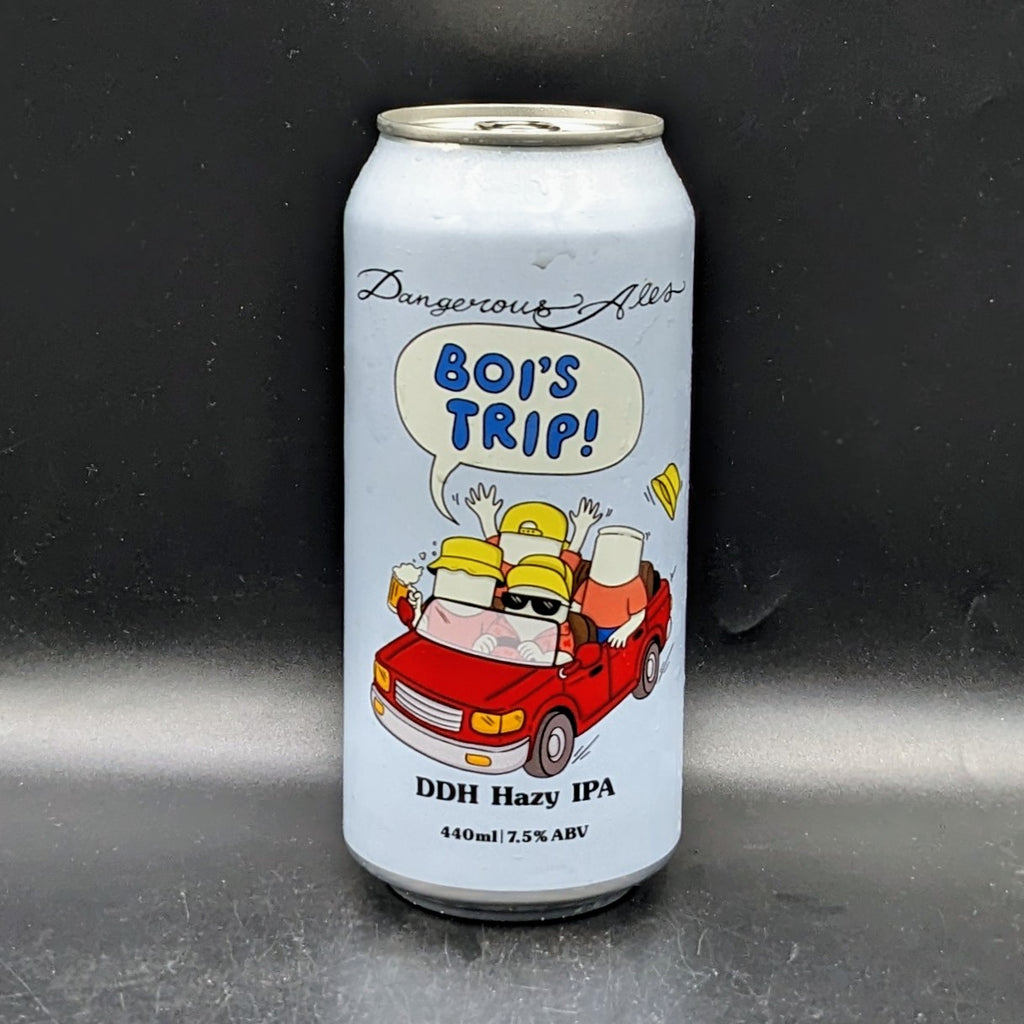 Dangerous Ales
BOI'S
TRIP!
DDH Hazy IPA
440ml|7.5% ABV